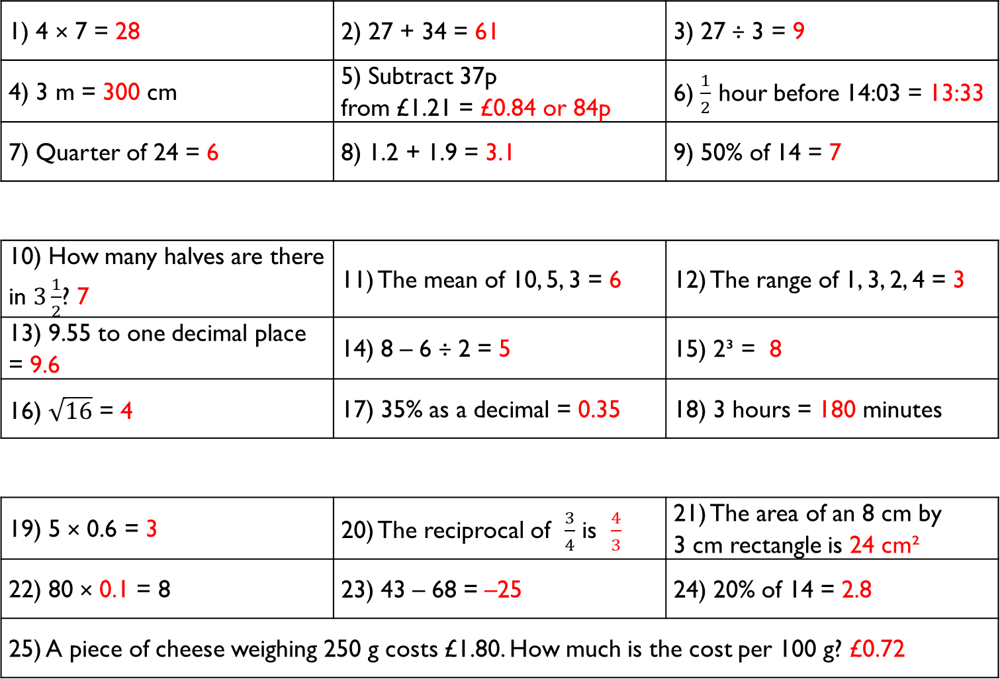 1) 4 × 7 = 28
2) 27 + 34 = 61
3) 27 ÷ 3 = 9
4) 3 m = 300 cm
5) Subtract 37p
from £1.21 = £0.84 or 84p
6) 1/2 hour before 14:03 = 13:33
7) Quarter of 24 = 6
8) 1.2 + 1.9 = 3.1
9) 50% of 14 = 7
10) How many halves are there
in 3 1/2? 7
11) The mean of 10, 5, 3 = 6
12) The range of 1, 3, 2, 4 = 3
13) 9.55 to one decimal place
= 9.6
14) 8 – 6 ÷ 2 = 5
15) 2³ = 8
16) √16 = 4
17) 35% as a decimal = 0.35
18) 3 hours = 180 minutes
19) 5 × 0.6 = 3
20) The reciprocal of 3/4 is 4/3
21) The area of an 8 cm by
3 cm rectangle is 24 cm²
22) 80 × 0.1 = 8
23) 43 – 68 = –25
24) 20% of 14 = 2.8
25) A piece of cheese weighing 250 g costs £1.80. How much is the cost per 100 g? £0.72